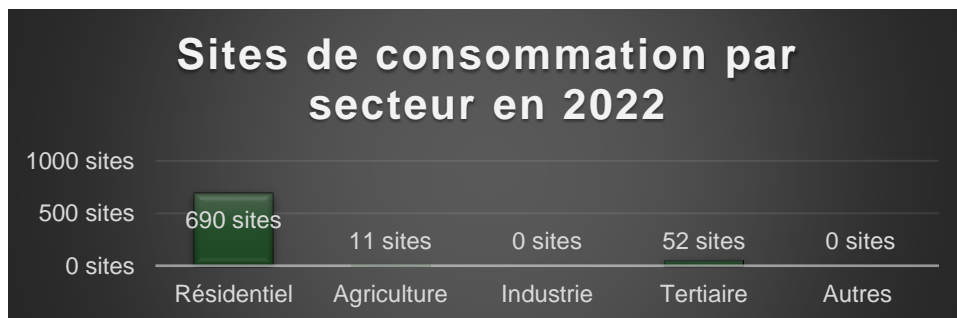 Sites de consommation par
secteur en 2022
1000 sites
500 sites
0 sites
690 sites
11 sites
0 sites
52 sites
0 sites
Résidentiel
Agriculture
Industrie
Tertiaire
Autres